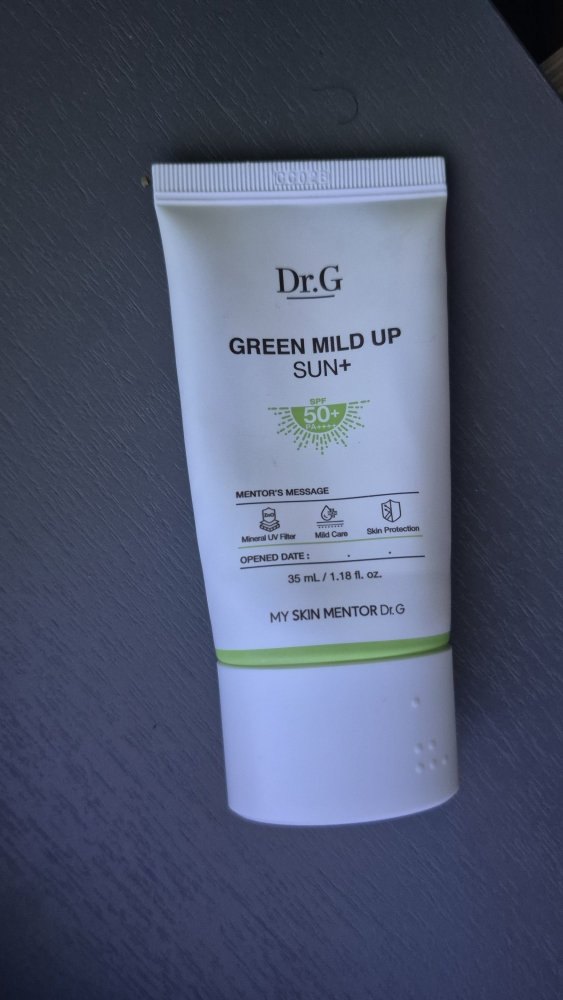 Dr.G
GREEN MILD UP
SUN+
SPF
50+
PA++++
MENTOR'S MESSAGE
Mineral UV Filter Mild Care Skin Protection
OPENED DATE : . .
35 mL / 1.18 fl. oz.
MY SKIN MENTOR Dr.G